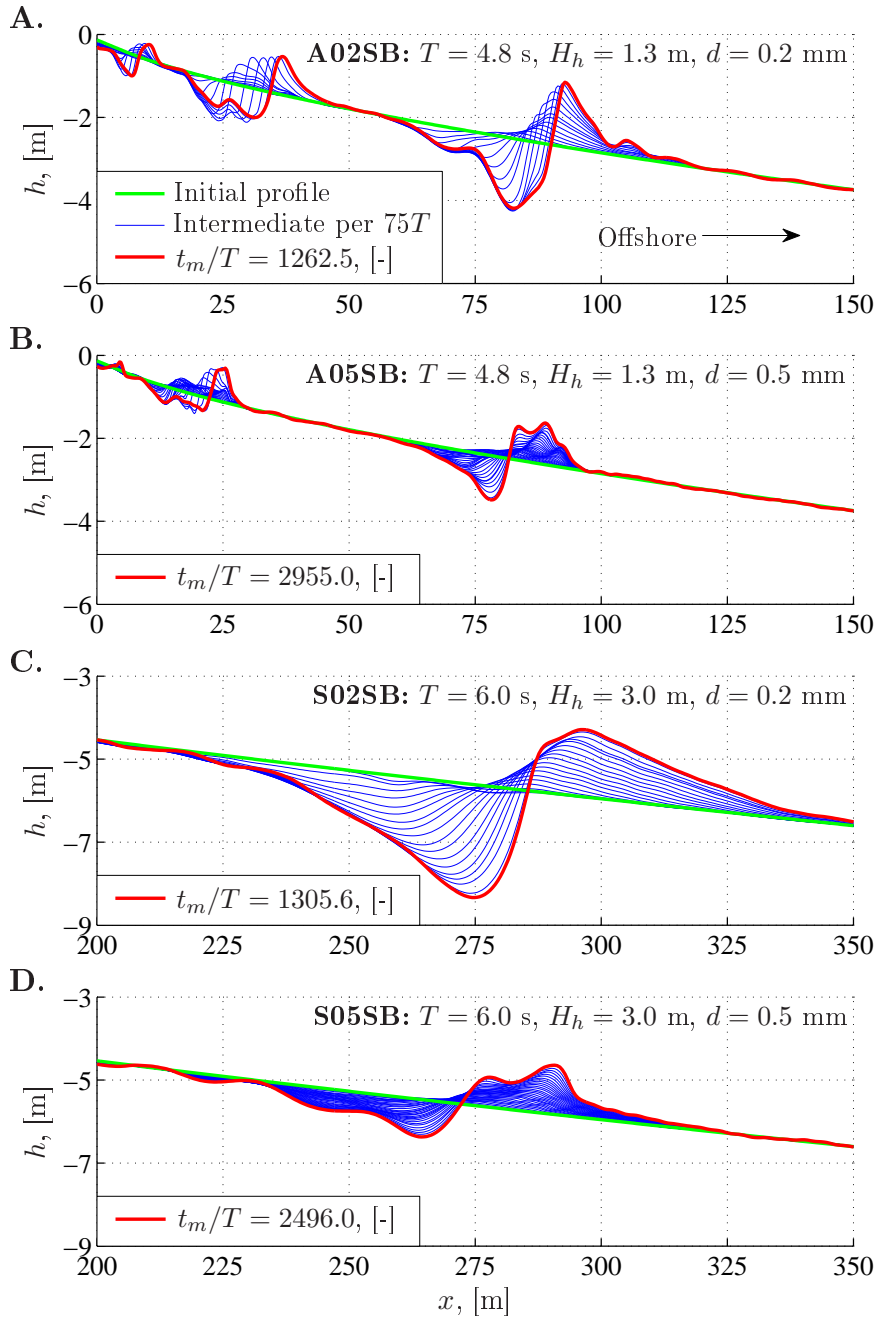 A.
A02SB: T = 4.8 s, H_h = 1.3 m, d = 0.2 mm
0
−2
−4
−6
h, [m]
Initial profile
Intermediate per 75T
t_m/T = 1262.5, [-]
Offshore
0 25 50 75 100 125 150
B.
A05SB: T = 4.8 s, H_h = 1.3 m, d = 0.5 mm
0
−2
−4
−6
h, [m]
t_m/T = 2955.0, [-]
0 25 50 75 100 125 150
C.
S02SB: T = 6.0 s, H_h = 3.0 m, d = 0.2 mm
−3
−5
−7
−9
h, [m]
t_m/T = 1305.6, [-]
200 225 250 275 300 325 350
D.
S05SB: T = 6.0 s, H_h = 3.0 m, d = 0.5 mm
−3
−5
−7
−9
h, [m]
t_m/T = 2496.0, [-]
200 225 250 275 300 325 350
x, [m]